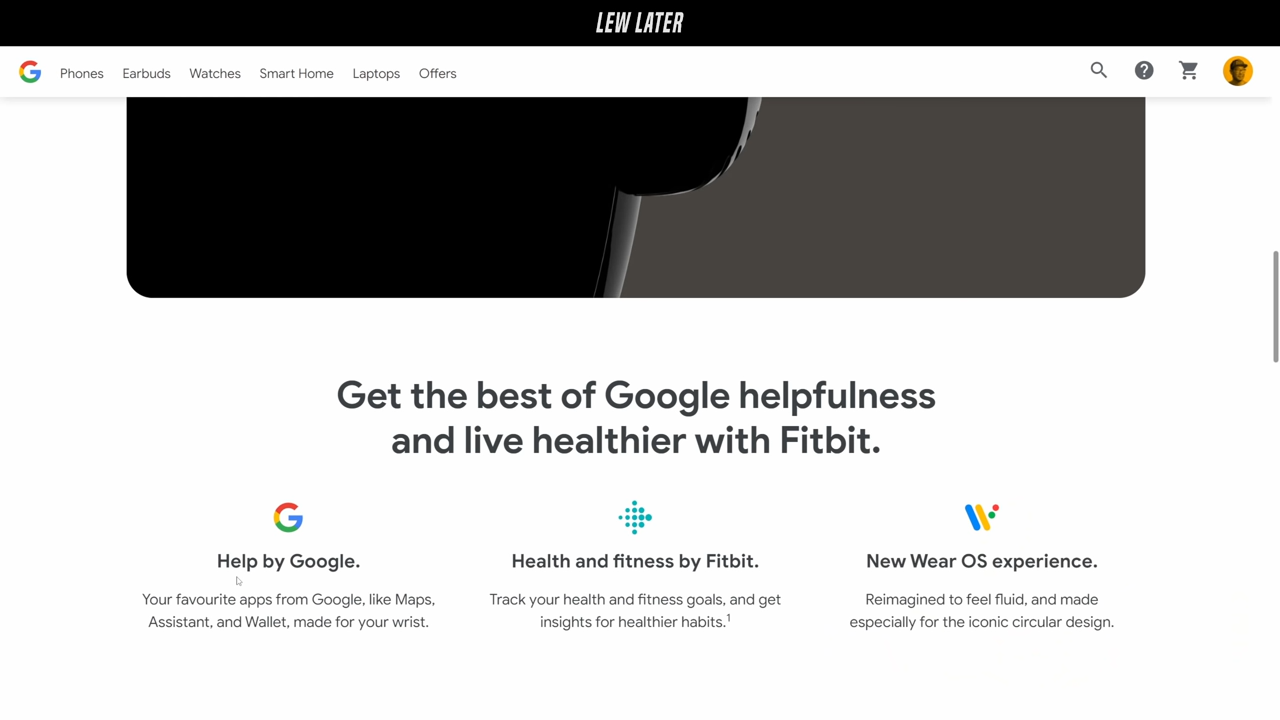 LEW LATER
Phones Earbuds Watches Smart Home Laptops Offers
Get the best of Google helpfulness
and live healthier with Fitbit.
Help by Google.
Your favourite apps from Google, like Maps,
Assistant, and Wallet, made for your wrist.
Health and fitness by Fitbit.
Track your health and fitness goals, and get
insights for healthier habits.1
New Wear OS experience.
Reimagined to feel fluid, and made
especially for the iconic circular design.